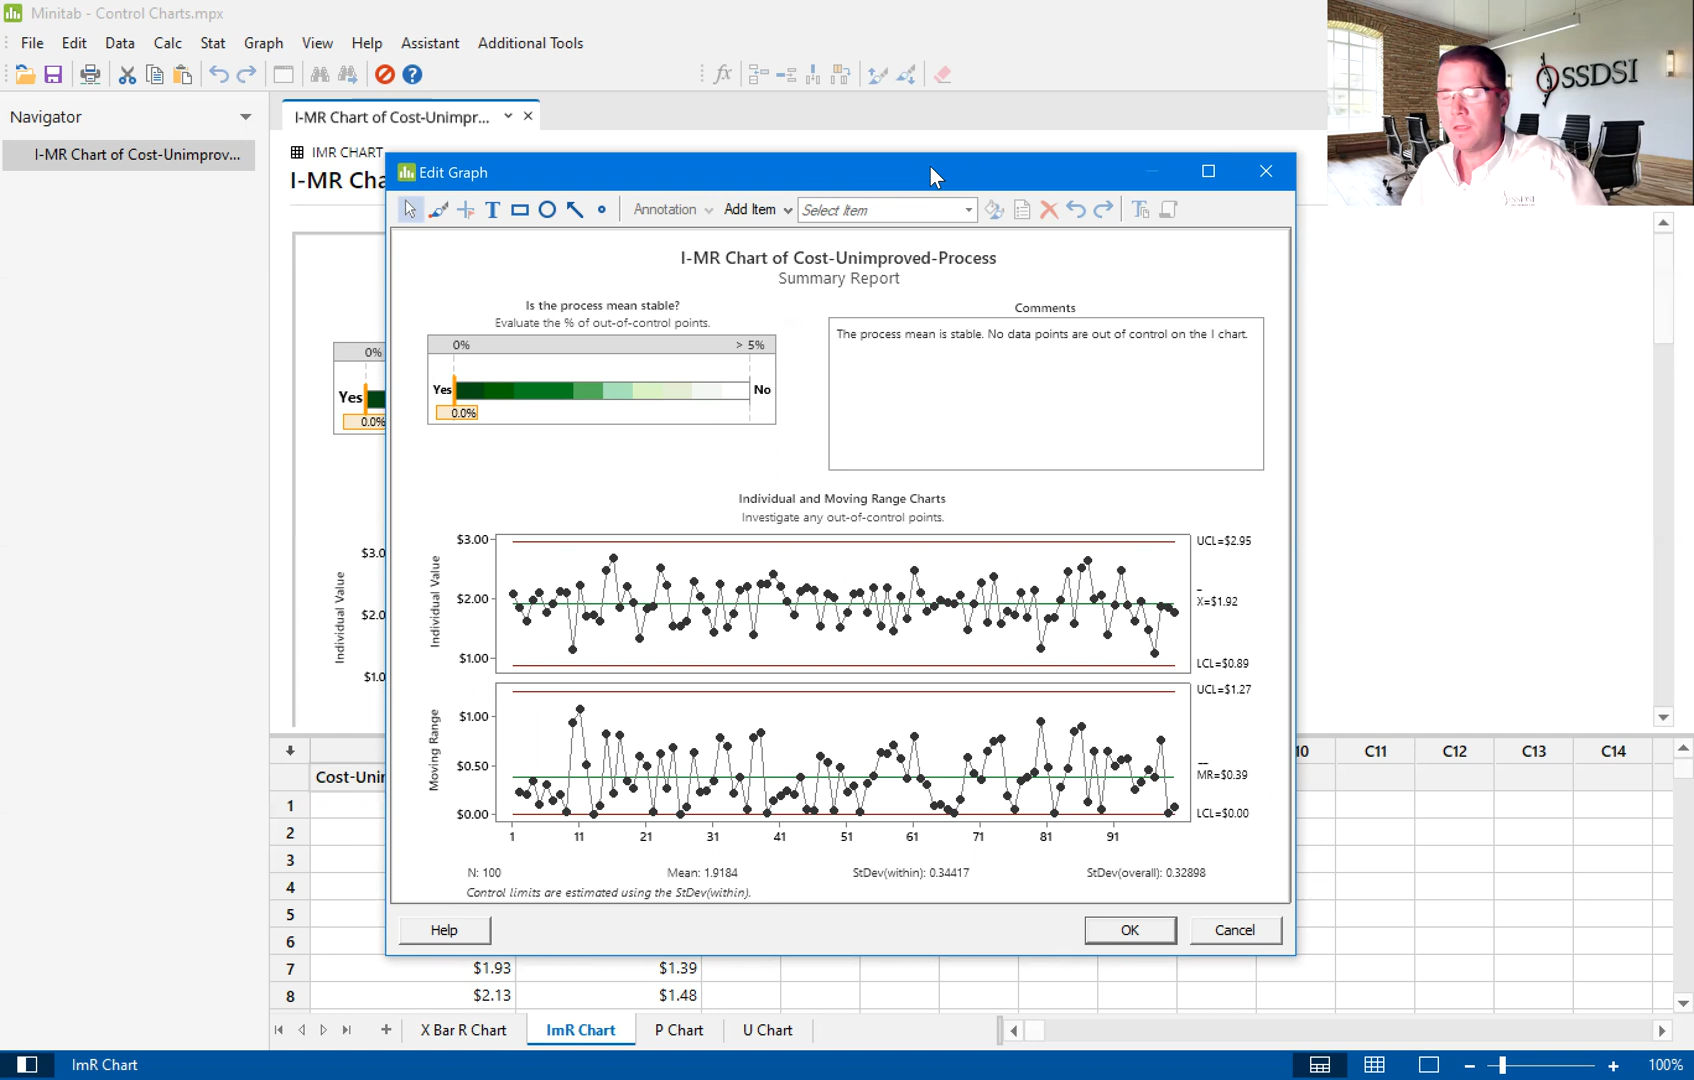 Minitab - Control Charts.mpx
File Edit Data Calc Stat Graph View Help Assistant Additional Tools
SSDSI
fx
Navigator
I-MR Chart of Cost-Unimpr...
I-MR Chart of Cost-Unimprov...
IMR CHART
I-MR Cha
Edit Graph
T Annotation Add Item Select Item
I-MR Chart of Cost-Unimproved-Process
Summary Report
Is the process mean stable?
Evaluate the % of out-of-control points.
0% > 5%
Yes No
0.0%
Comments
The process mean is stable. No data points are out of control on the I chart.
0%
Yes
0.0%
Individual Value
$3.0
$2.0
$1.0
Individual and Moving Range Charts
Investigate any out-of-control points.
Individual Value
$3.00
$2.00
$1.00
UCL=$2.95
X=$1.92
LCL=$0.89
Moving Range
$1.00
$0.50
$0.00
UCL=$1.27
MR=$0.39
LCL=$0.00
1 11 21 31 41 51 61 71 81 91
N: 100 Mean: 1.9184 StDev(within): 0.34417 StDev(overall): 0.32898
Control limits are estimated using the StDev(within).
Help OK Cancel
10 C11 C12 C13 C14
Cost-Unir
1
2
3
4
5
6
7 $1.93 $1.39
8 $2.13 $1.48
X Bar R Chart ImR Chart P Chart U Chart
ImR Chart 100%